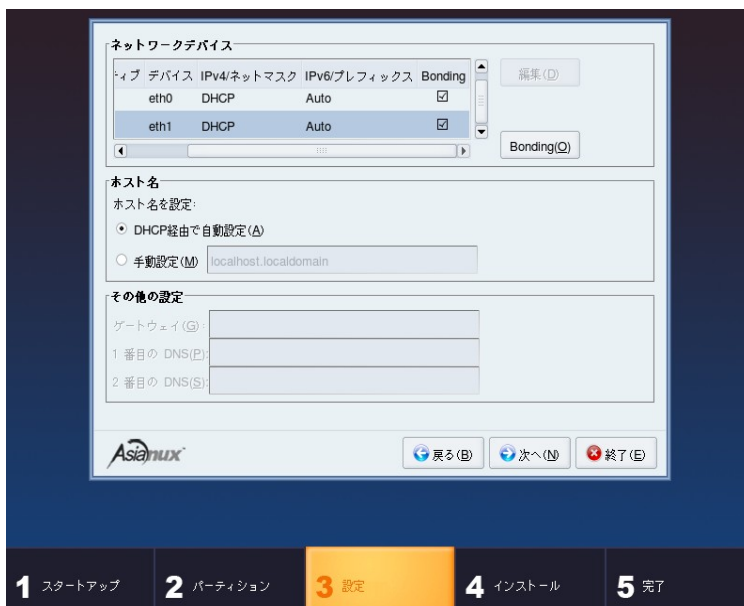 ネットワークデバイス
ィブ デバイス IPv4/ネットマスク IPv6/プレフィックス Bonding
eth0 DHCP Auto
eth1 DHCP Auto
編集(D)
Bonding(O)
ホスト名
ホスト名を設定:
DHCP経由で自動設定(A)
手動設定(M) localhost.localdomain
その他の設定
ゲートウェイ(G):
1 番目の DNS(P):
2 番目の DNS(S):
Asianux
戻る(B) 次へ(N) 終了(E)
1 スタートアップ 2 パーティション 3 設定 4 インストール 5 完了